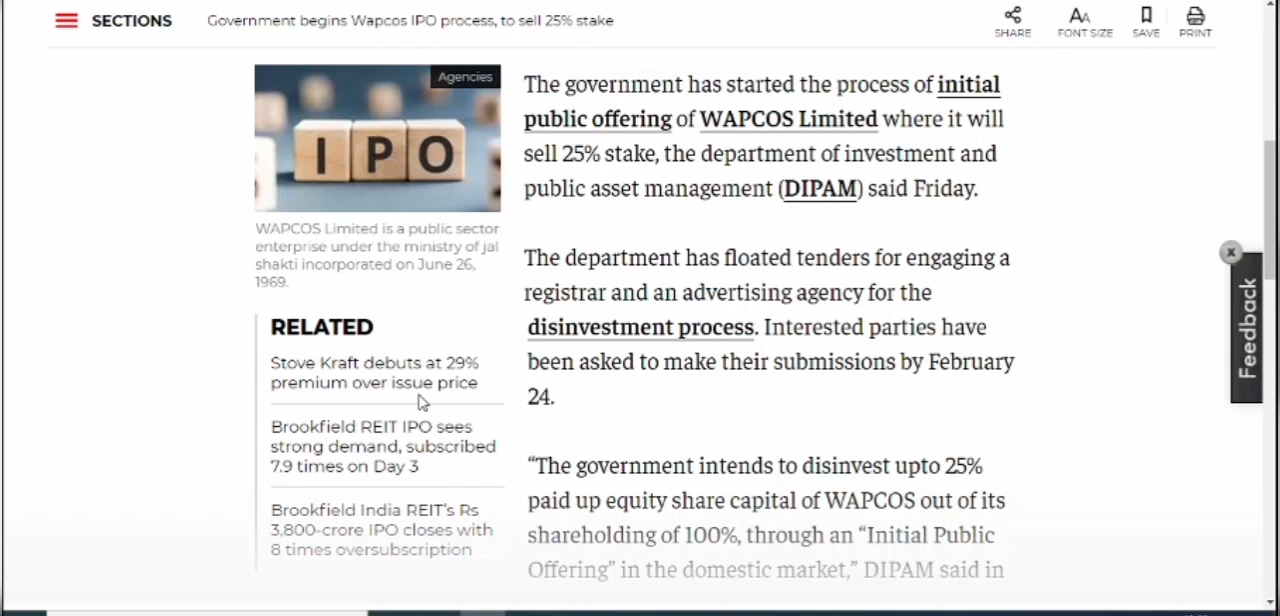 SECTIONS
Government begins Wapcos IPO process, to sell 25% stake
SHARE
AA
FONT SIZE
SAVE
PRINT
Agencies
I P O
WAPCOS Limited is a public sector
enterprise under the ministry of jal
shakti incorporated on June 26,
1969.
RELATED
Stove Kraft debuts at 29%
premium over issue price
Brookfield REIT IPO sees
strong demand, subscribed
7.9 times on Day 3
Brookfield India REIT's Rs
3,800-crore IPO closes with
8 times oversubscription
The government has started the process of initial
public offering of WAPCOS Limited where it will
sell 25% stake, the department of investment and
public asset management (DIPAM) said Friday.
The department has floated tenders for engaging a
registrar and an advertising agency for the
disinvestment process. Interested parties have
been asked to make their submissions by February
24.
“The government intends to disinvest upto 25%
paid up equity share capital of WAPCOS out of its
shareholding of 100%, through an “Initial Public
Offering” in the domestic market,” DIPAM said in
x
Feedback